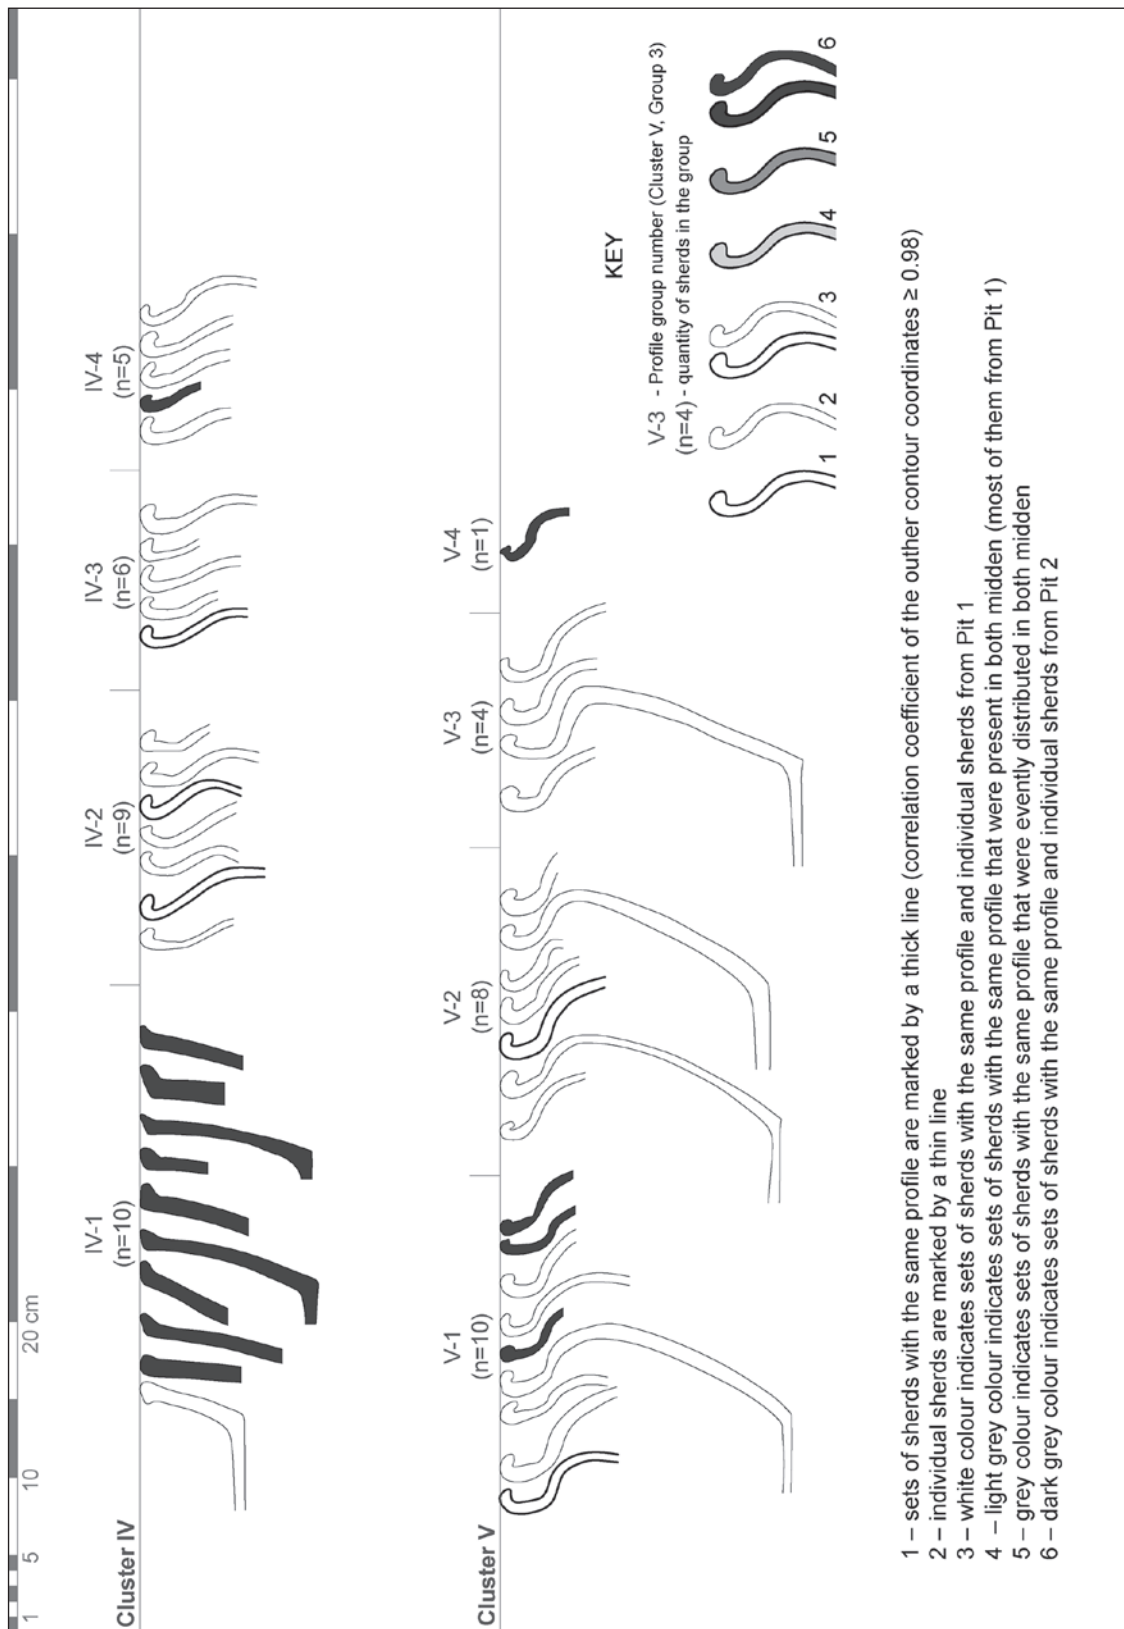 1 5 10 20 cm
Cluster IV
IV-1
(n=10)
IV-2
(n=9)
IV-3
(n=6)
IV-4
(n=5)
Cluster V
V-1
(n=10)
V-2
(n=8)
V-3
(n=4)
V-4
(n=1)
KEY
V-3 - Profile group number (Cluster V, Group 3)
(n=4) - quantity of sherds in the group
1 2 3 4 5 6
1 – sets of sherds with the same profile are marked by a thick line (correlation coefficient of the outher contour coordinates ≥ 0.98)
2 – individual sherds are marked by a thin line
3 – white colour indicates sets of sherds with the same profile and individual sherds from Pit 1
4 – light grey colour indicates sets of sherds with the same profile that were present in both midden (most of them from Pit 1)
5 – grey colour indicates sets of sherds with the same profile that were evently distributed in both midden
6 – dark grey colour indicates sets of sherds with the same profile and individual sherds from Pit 2